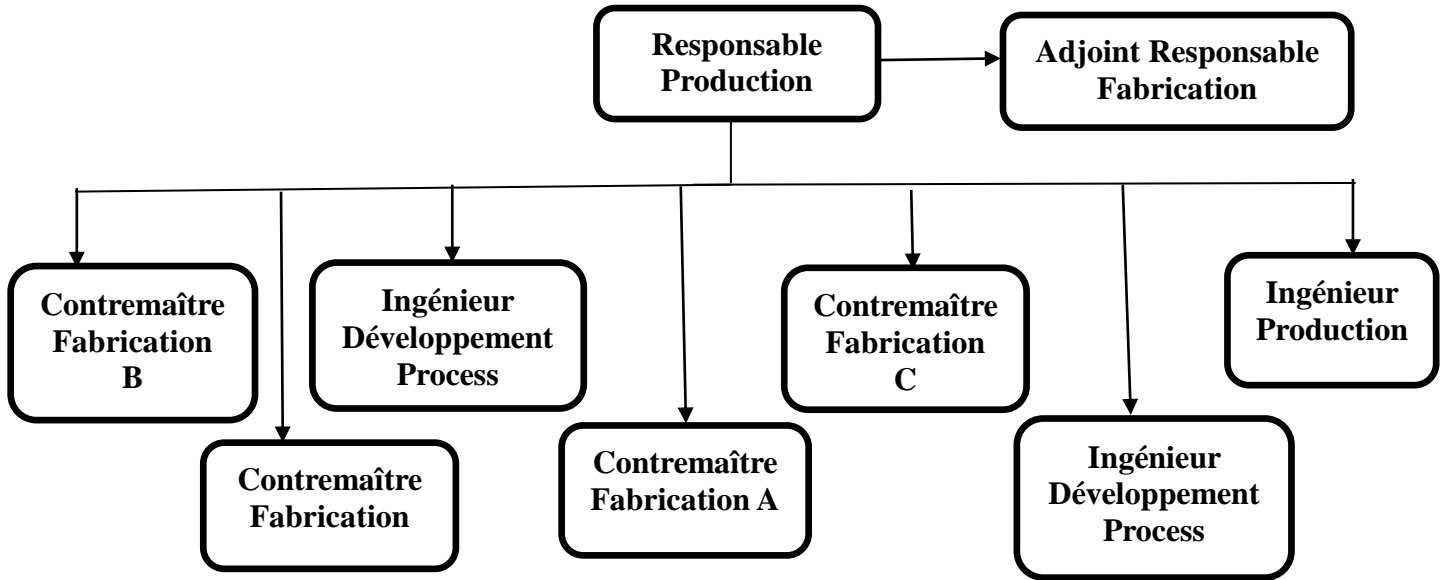 Responsable
Production
Adjoint Responsable
Fabrication
Contremaître
Fabrication
B
Contremaître
Fabrication
Ingénieur
Développement
Process
Contremaître
Fabrication A
Contremaître
Fabrication
C
Ingénieur
Développement
Process
Ingénieur
Production